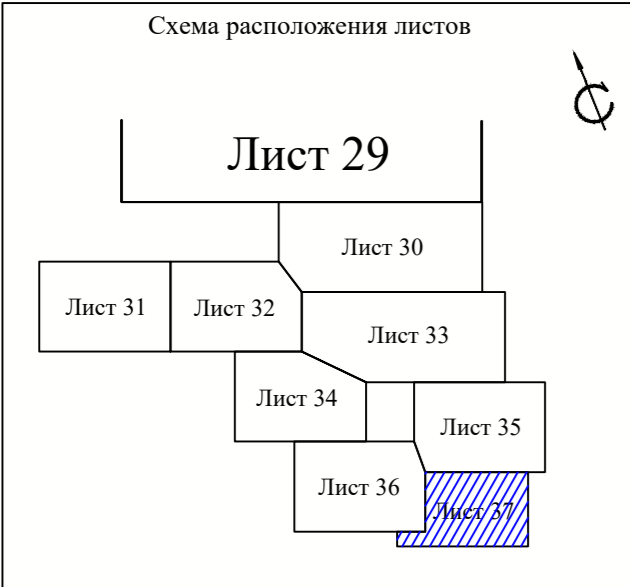 Схема расположения листов
С
Лист 29
Лист 30
Лист 31
Лист 32
Лист 33
Лист 34
Лист 35
Лист 36
Лист 37